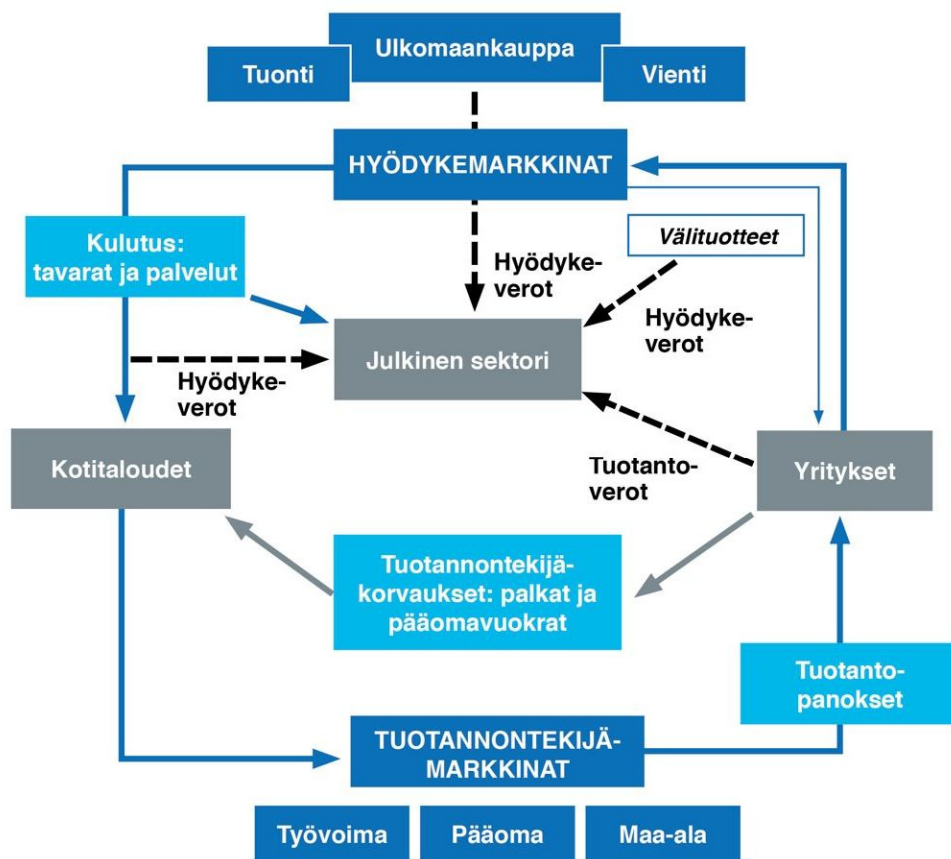 Ulkomaankauppa
Tuonti
Vienti
HYÖDYKEMARKKINAT
Kulutus:
tavarat ja palvelut
Välituotteet
Hyödyke-
verot
Hyödyke-
verot
Julkinen sektori
Hyödyke-
verot
Kotitaloudet
Tuotanto-
verot
Yritykset
Tuotannontekijä-
korvaukset: palkat ja
pääomavuokrat
Tuotanto-
panokset
TUOTANNONTEKIJÄ-
MARKKINAT
Työvoima
Pääoma
Maa-ala